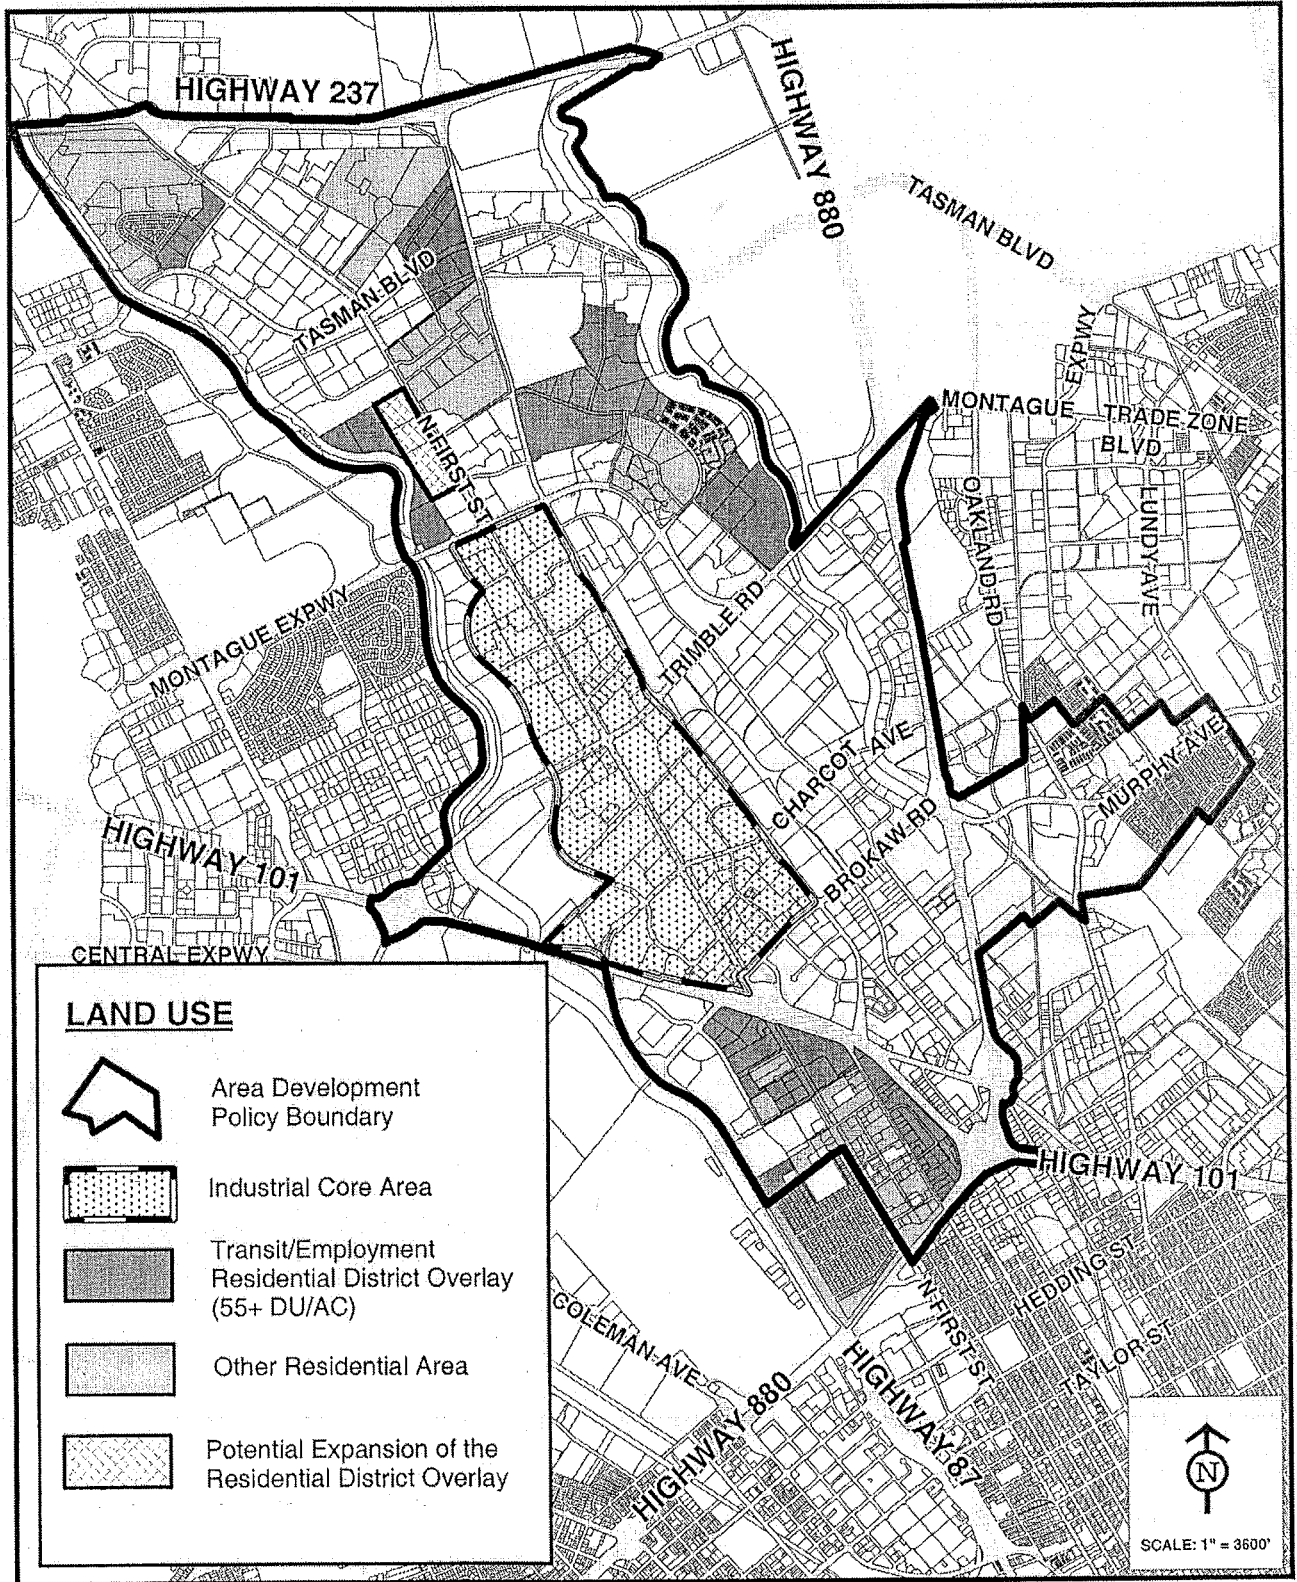 HIGHWAY 237
HIGHWAY 880
TASMAN BLVD
TASMAN BLVD
EXPWY
MONTAGUE
TRADE ZONE
BLVD
N. FIRST ST
OAKLAND RD
LUNDY AVE
MONTAGUE EXPWY
TRIMBLE RD
CHARCOT AVE
MURPHY AVE
BROKAW RD
HIGHWAY 101
CENTRAL EXPWY
LAND USE
Area Development
Policy Boundary
Industrial Core Area
Transit/Employment
Residential District Overlay
(55+ DU/AC)
Other Residential Area
Potential Expansion of the
Residential District Overlay
HIGHWAY 101
HEDDING ST
N. FIRST ST
TAYLOR ST
COLEMAN AVE
HIGHWAY 880
HIGHWAY 87
N
SCALE: 1" = 3600'